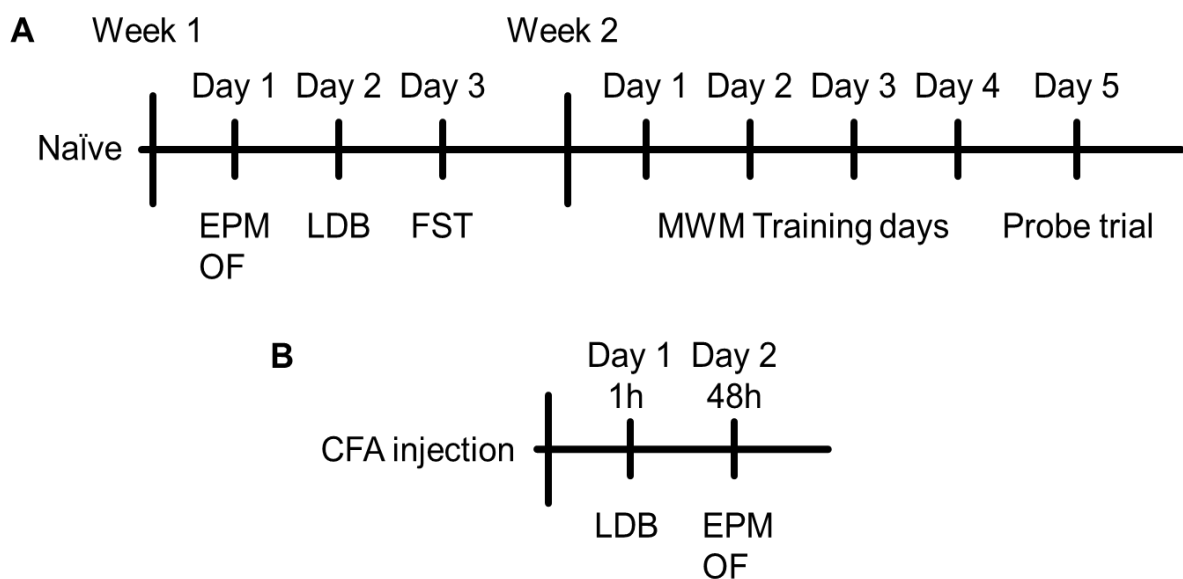 A Week 1 Week 2
Day 1 Day 2 Day 3 Day 1 Day 2 Day 3 Day 4 Day 5
Naïve
EPM LDB FST MWM Training days Probe trial
OF
B
Day 1 Day 2
1h 48h
CFA injection
LDB EPM
OF